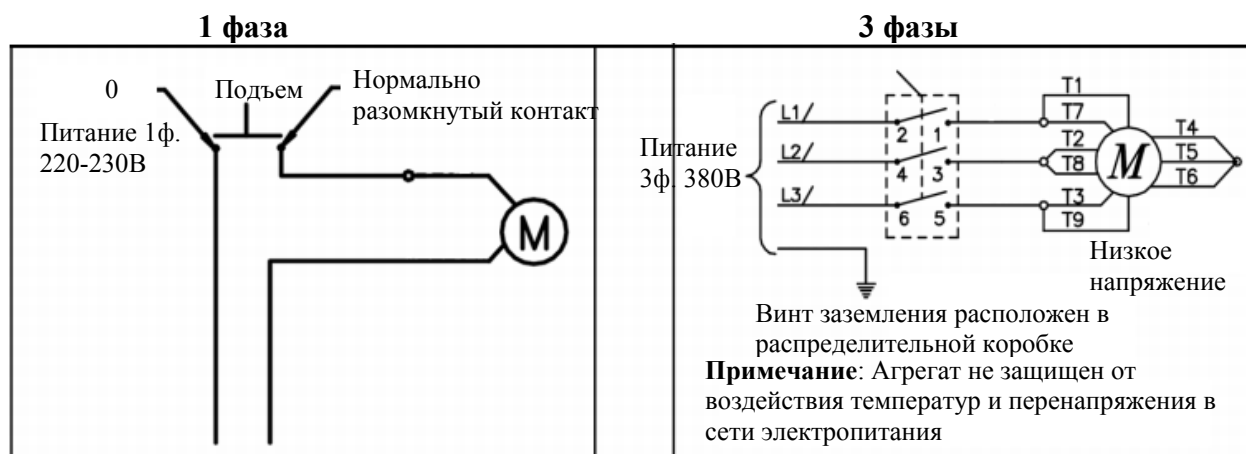 1 фаза
3 фазы
0
Подъем
Нормально
разомкнутый контакт
Питание 1ф.
220-230В
M
Питание
3ф. 380В
L1/
L2/
L3/
2 1
4 3
6 5
T1
T7
T2
T8
T3
T9
M
T4
T5
T6
Низкое
напряжение
Винт заземления расположен в
распределительной коробке
Примечание: Агрегат не защищен от
воздействия температур и перенапряжения в
сети электропитания